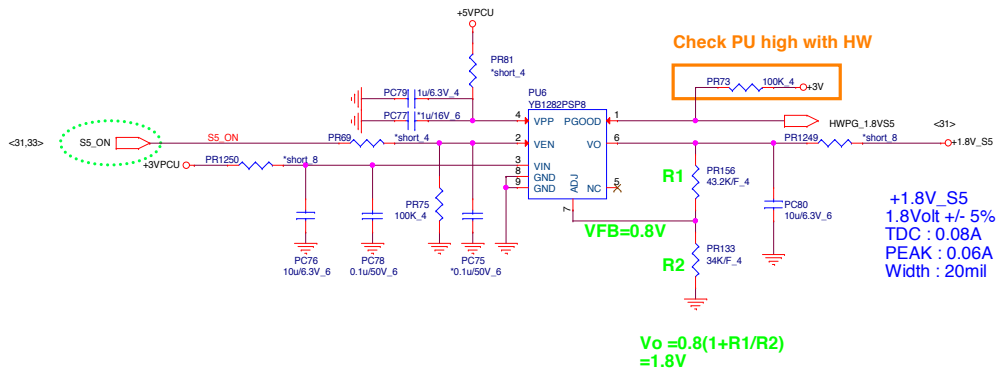 +5VPCU
Check PU high with HW
PR81
*short_4
PR73
100K_4
+3V
PC79
1u/6.3V_4
PU6
YB1282PSP8
PC77
*1u/16V_6
4
VPP
PGOOD
1
HWPG_1.8VS5
<31,33>
S5_ON
S5_ON
PR69
*short_4
2
VEN
VO
6
PR1249
*short_8
<31>
+1.8V_S5
+3VPCU
PR1250
*short_8
3
VIN
8
GND
9
GND
ADJ
NC
5
7
R1
PR156
43.2K/F_4
PR75
100K_4
VFB=0.8V
PC80
10u/6.3V_6
+1.8V_S5
1.8Volt +/- 5%
TDC : 0.08A
PEAK : 0.06A
Width : 20mil
PC76
10u/6.3V_6
PC78
0.1u/50V_6
PC75
*0.1u/50V_6
R2
PR133
34K/F_4
Vo =0.8(1+R1/R2)
=1.8V